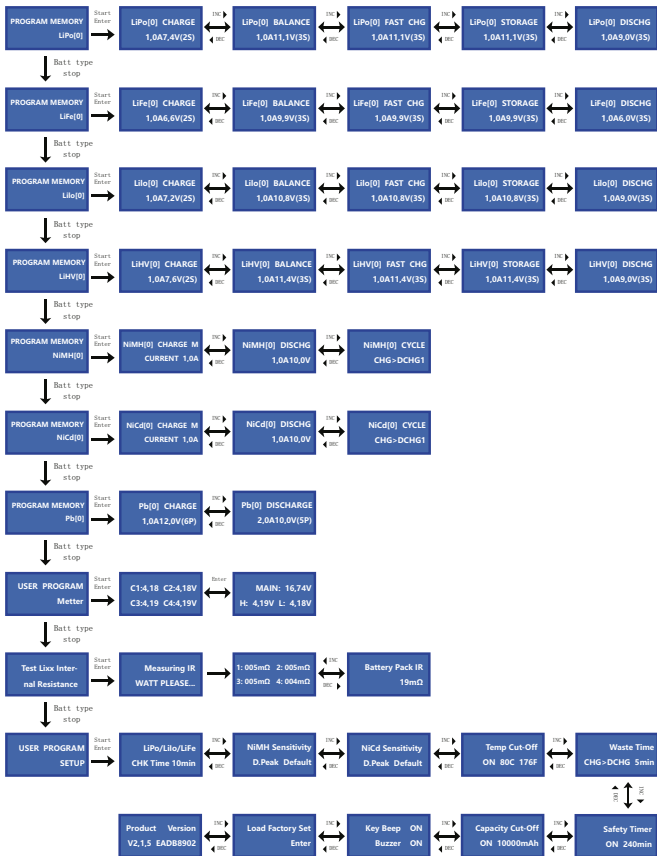 PROGRAM MEMORY
LiPo[0]
Start
Enter
LiPo[0] CHARGE
1,0A7,4V(2S)
INC
DEC
LiPo[0] BALANCE
1,0A11,1V(3S)
INC
DEC
LiPo[0] FAST CHG
1,0A11,1V(3S)
INC
DEC
LiPo[0] STORAGE
1,0A11,1V(3S)
INC
DEC
LiPo[0] DISCHG
1,0A9,0V(3S)
Batt type
stop
PROGRAM MEMORY
LiFe[0]
Start
Enter
LiFe[0] CHARGE
1,0A6,6V(2S)
INC
DEC
LiFe[0] BALANCE
1,0A9,9V(3S)
INC
DEC
LiFe[0] FAST CHG
1,0A9,9V(3S)
INC
DEC
LiFe[0] STORAGE
1,0A9,9V(3S)
INC
DEC
LiFe[0] DISCHG
1,0A6,0V(3S)
Batt type
stop
PROGRAM MEMORY
LiIo[0]
Start
Enter
LiIo[0] CHARGE
1,0A7,2V(2S)
INC
DEC
LiIo[0] BALANCE
1,0A10,8V(3S)
INC
DEC
LiIo[0] FAST CHG
1,0A10,8V(3S)
INC
DEC
LiIo[0] STORAGE
1,0A10,8V(3S)
INC
DEC
LiIo[0] DISCHG
1,0A9,0V(3S)
Batt type
stop
PROGRAM MEMORY
LiHV[0]
Start
Enter
LiHV[0] CHARGE
1,0A7,6V(2S)
INC
DEC
LiHV[0] BALANCE
1,0A11,4V(3S)
INC
DEC
LiHV[0] FAST CHG
1,0A11,4V(3S)
INC
DEC
LiHV[0] STORAGE
1,0A11,4V(3S)
INC
DEC
LiHV[0] DISCHG
1,0A9,0V(3S)
Batt type
stop
PROGRAM MEMORY
NiMH[0]
Start
Enter
NiMH[0] CHARGE M
CURRENT 1,0A
INC
DEC
NiMH[0] DISCHG
1,0A10,0V
INC
DEC
NiMH[0] CYCLE
CHG>DCHG1
Batt type
stop
PROGRAM MEMORY
NiCd[0]
Start
Enter
NiCd[0] CHARGE M
CURRENT 1,0A
INC
DEC
NiCd[0] DISCHG
1,0A10,0V
INC
DEC
NiCd[0] CYCLE
CHG>DCHG1
Batt type
stop
PROGRAM MEMORY
Pb[0]
Start
Enter
Pb[0] CHARGE
1,0A12,0V(6P)
INC
DEC
Pb[0] DISCHARGE
2,0A10,0V(5P)
Batt type
stop
USER PROGRAM
Metter
Start
Enter
C1:4,18 C2:4,18V
C3:4,19 C4:4,19V
Enter
MAIN: 16,74V
H: 4,19V L: 4,18V
Batt type
stop
Test Lixx Inter-
nal Resistance
Start
Enter
Measuring IR
WATT PLEASE...
1: 005mΩ 2: 005mΩ
3: 005mΩ 4: 004mΩ
INC
DEC
Battery Pack IR
19mΩ
Batt type
stop
USER PROGRAM
SETUP
Start
Enter
LiPo/LiIo/LiFe
CHK Time 10min
INC
DEC
NiMH Sensitivity
D.Peak Default
INC
DEC
NiCd Sensitivity
D.Peak Default
INC
DEC
Temp Cut-Off
ON 80C 176F
INC
DEC
Waste Time
CHG>DCHG 5min
INC
DEC
Product Version
V2,1,5 EADB8902
INC
DEC
Load Factory Set
Enter
INC
DEC
Key Beep ON
Buzzer ON
INC
DEC
Capacity Cut-Off
ON 10000mAh
INC
DEC
Safety Timer
ON 240min